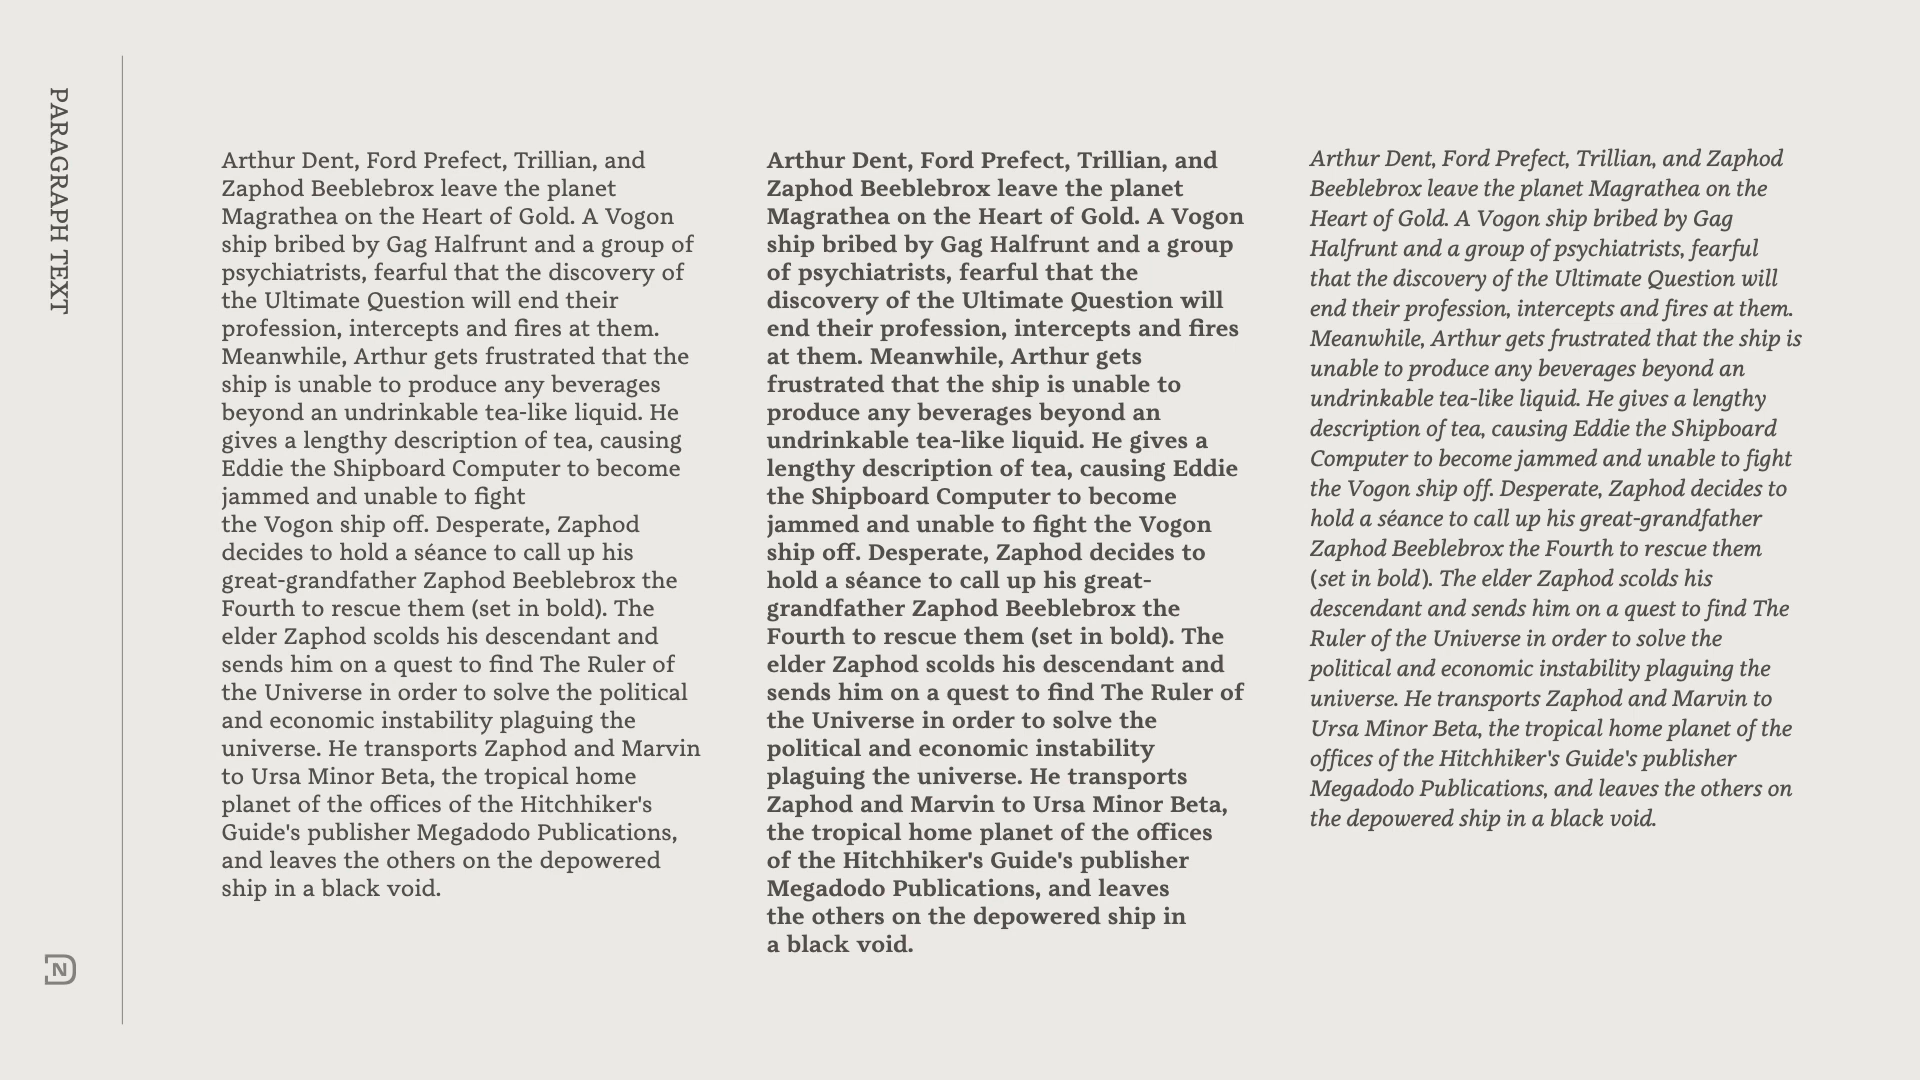 PARAGRAPH TEXT
Arthur Dent, Ford Prefect, Trillian, and
Zaphod Beeblebrox leave the planet
Magrathea on the Heart of Gold. A Vogon
ship bribed by Gag Halfrunt and a group of
psychiatrists, fearful that the discovery of
the Ultimate Question will end their
profession, intercepts and fires at them.
Meanwhile, Arthur gets frustrated that the
ship is unable to produce any beverages
beyond an undrinkable tea-like liquid. He
gives a lengthy description of tea, causing
Eddie the Shipboard Computer to become
jammed and unable to fight
the Vogon ship off. Desperate, Zaphod
decides to hold a séance to call up his
great-grandfather Zaphod Beeblebrox the
Fourth to rescue them (set in bold). The
elder Zaphod scolds his descendant and
sends him on a quest to find The Ruler of
the Universe in order to solve the political
and economic instability plaguing the
universe. He transports Zaphod and Marvin
to Ursa Minor Beta, the tropical home
planet of the offices of the Hitchhiker's
Guide's publisher Megadodo Publications,
and leaves the others on the depowered
ship in a black void.
Arthur Dent, Ford Prefect, Trillian, and
Zaphod Beeblebrox leave the planet
Magrathea on the Heart of Gold. A Vogon
ship bribed by Gag Halfrunt and a group
of psychiatrists, fearful that the
discovery of the Ultimate Question will
end their profession, intercepts and fires
at them. Meanwhile, Arthur gets
frustrated that the ship is unable to
produce any beverages beyond an
undrinkable tea-like liquid. He gives a
lengthy description of tea, causing Eddie
the Shipboard Computer to become
jammed and unable to fight the Vogon
ship off. Desperate, Zaphod decides to
hold a séance to call up his great-
grandfather Zaphod Beeblebrox the
Fourth to rescue them (set in bold). The
elder Zaphod scolds his descendant and
sends him on a quest to find The Ruler of
the Universe in order to solve the
political and economic instability
plaguing the universe. He transports
Zaphod and Marvin to Ursa Minor Beta,
the tropical home planet of the offices
of the Hitchhiker's Guide's publisher
Megadodo Publications, and leaves
the others on the depowered ship in
a black void.
Arthur Dent, Ford Prefect, Trillian, and Zaphod
Beeblebrox leave the planet Magrathea on the
Heart of Gold. A Vogon ship bribed by Gag
Halfrunt and a group of psychiatrists, fearful
that the discovery of the Ultimate Question will
end their profession, intercepts and fires at them.
Meanwhile, Arthur gets frustrated that the ship is
unable to produce any beverages beyond an
undrinkable tea-like liquid. He gives a lengthy
description of tea, causing Eddie the Shipboard
Computer to become jammed and unable to fight
the Vogon ship off. Desperate, Zaphod decides to
hold a séance to call up his great-grandfather
Zaphod Beeblebrox the Fourth to rescue them
(set in bold). The elder Zaphod scolds his
descendant and sends him on a quest to find The
Ruler of the Universe in order to solve the
political and economic instability plaguing the
universe. He transports Zaphod and Marvin to
Ursa Minor Beta, the tropical home planet of the
offices of the Hitchhiker's Guide's publisher
Megadodo Publications, and leaves the others on
the depowered ship in a black void.
N